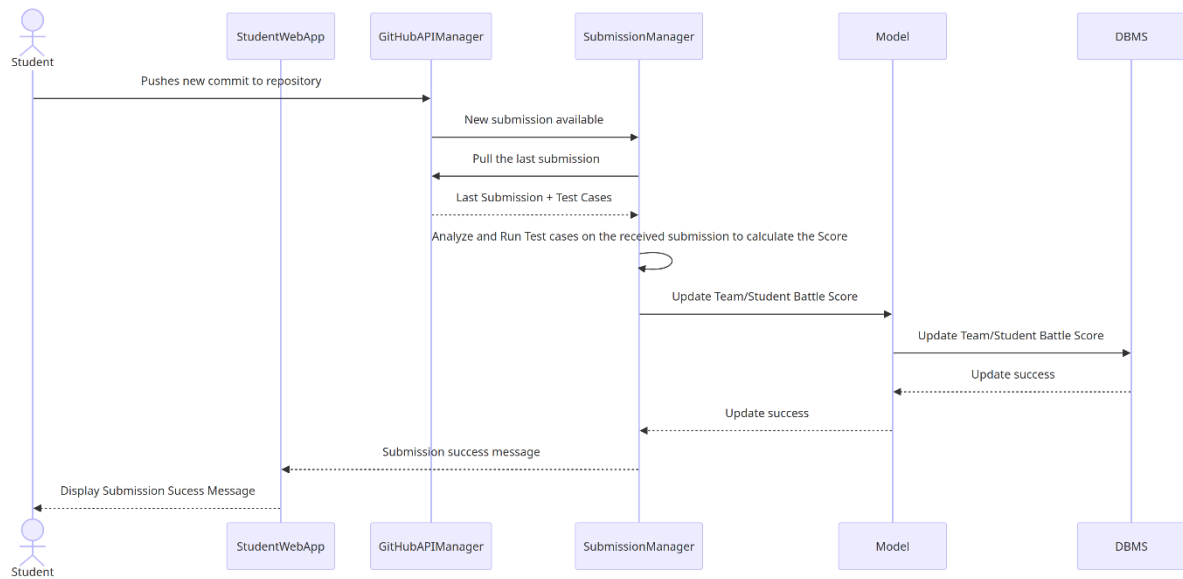 StudentWebApp
GitHubAPIManager
SubmissionManager
Model
DBMS
Student
Pushes new commit to repository
New submission available
Pull the last submission
Last Submission + Test Cases
Analyze and Run Test cases on the received submission to calculate the Score
Update Team/Student Battle Score
Update Team/Student Battle Score
Update success
Update success
Submission success message
Display Submission Sucess Message
StudentWebApp
GitHubAPIManager
SubmissionManager
Model
DBMS
Student